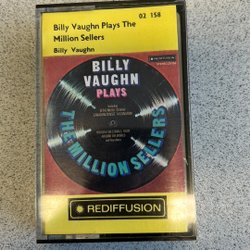 Billy Vaughn Plays The 02 158
Million Sellers
Billy Vaughn
BILLY
VAUGHN
PLAYS
THE MILLION SELLERS
REDIFFUSION